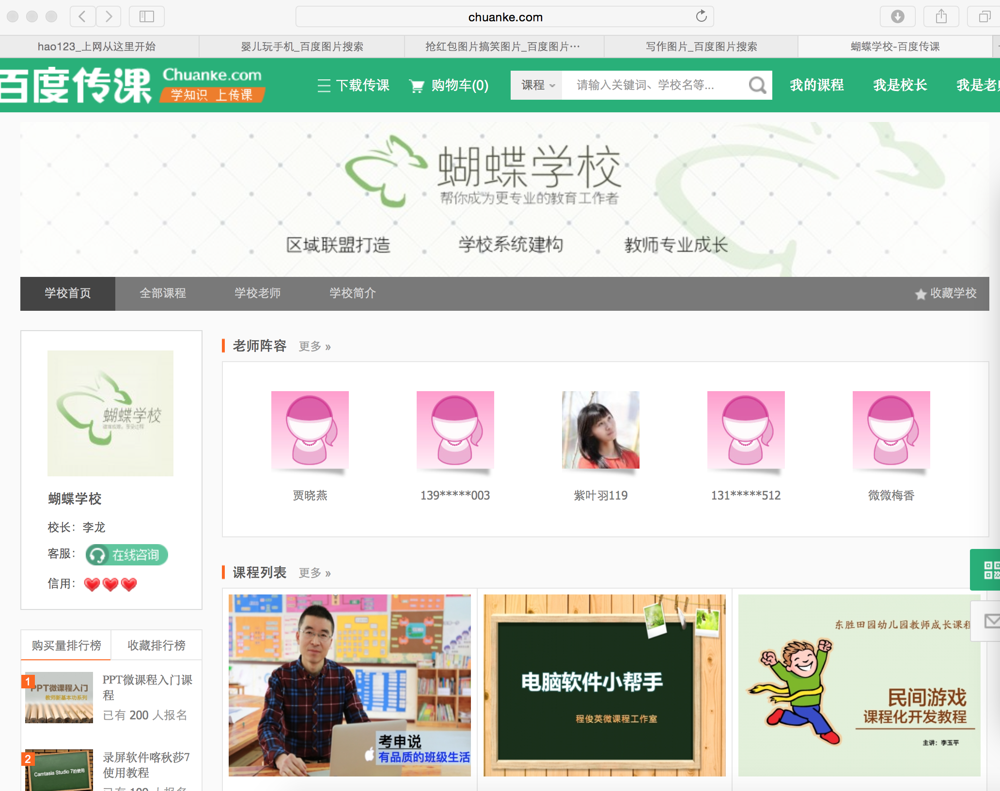 chuanke.com
hao123_上网从这里开始
婴儿玩手机_百度图片搜索
抢红包图片搞笑图片_百度图片…
写作图片_百度图片搜索
蝴蝶学校-百度传课
百度传课
Chuanke.com
学知识 上传课
下载传课
购物车(0)
课程
请输入关键词、学校名等...
我的课程
我是校长
我是老师
蝴蝶学校
帮你成为更专业的教育工作者
区域联盟打造
学校系统建构
教师专业成长
学校首页
全部课程
学校老师
学校简介
收藏学校
蝴蝶学校
蝴蝶学校
校长：李龙
客服：
在线咨询
信用：
老师阵容
更多 »
贾晓燕
139*****003
紫叶羽119
131*****512
微微梅香
课程列表
更多 »
考申说
有品质的班级生活
电脑软件小帮手
程俊英微课程工作室
东胜田园幼儿园教师成长课程
民间游戏
课程化开发教程
主讲：李玉平
购买量排行榜
收藏排行榜
1
PPT微课程入门
教师新基本功系列
PPT微课程入门课
程
已有 200 人报名
2
Camtasia Studio 7的使用
录屏软件喀秋莎7
使用教程
已有 199 人报名